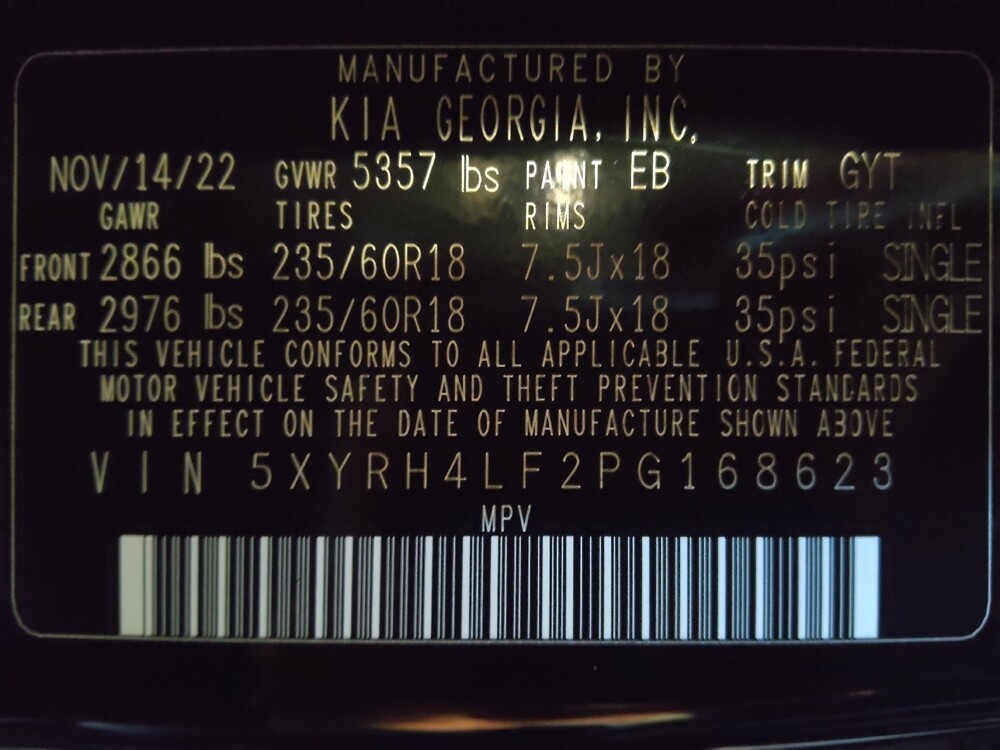 MANUFACTURED BY
KIA GEORGIA, INC.
NOV/14/22 GVWR 5357 lbs PAINT EB TRIM GYT
GAWR TIRES RIMS COLD TIRE INFL
FRONT 2866 lbs 235/60R18 7.5Jx18 35psi SINGLE
REAR 2976 lbs 235/60R18 7.5Jx18 35psi SINGLE
THIS VEHICLE CONFORMS TO ALL APPLICABLE U.S.A. FEDERAL
MOTOR VEHICLE SAFETY AND THEFT PREVENTION STANDARDS
IN EFFECT ON THE DATE OF MANUFACTURE SHOWN ABOVE
VIN 5XYRH4LF2PG168623
MPV